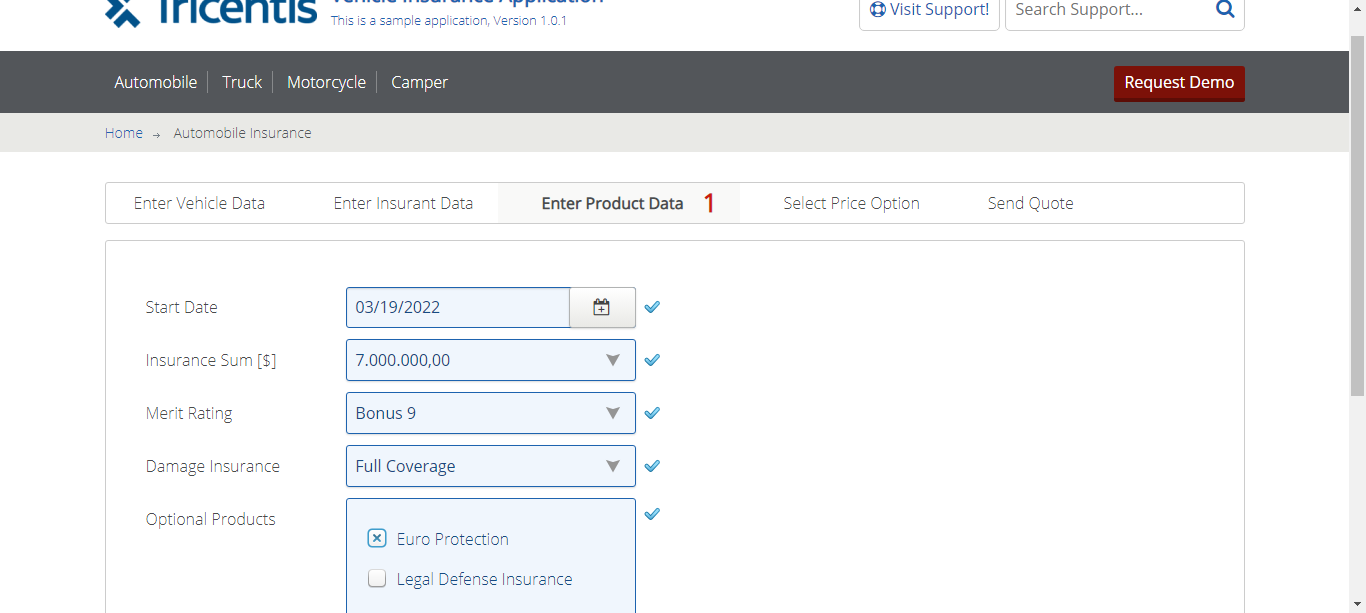 Tricentis Vehicle Insurance Application
This is a sample application, Version 1.0.1
Visit Support! Search Support...
Automobile Truck Motorcycle Camper Request Demo
Home → Automobile Insurance
Enter Vehicle Data Enter Insurant Data Enter Product Data 1 Select Price Option Send Quote
Start Date 03/19/2022
Insurance Sum [$] 7.000.000,00
Merit Rating Bonus 9
Damage Insurance Full Coverage
Optional Products
Euro Protection
Legal Defense Insurance